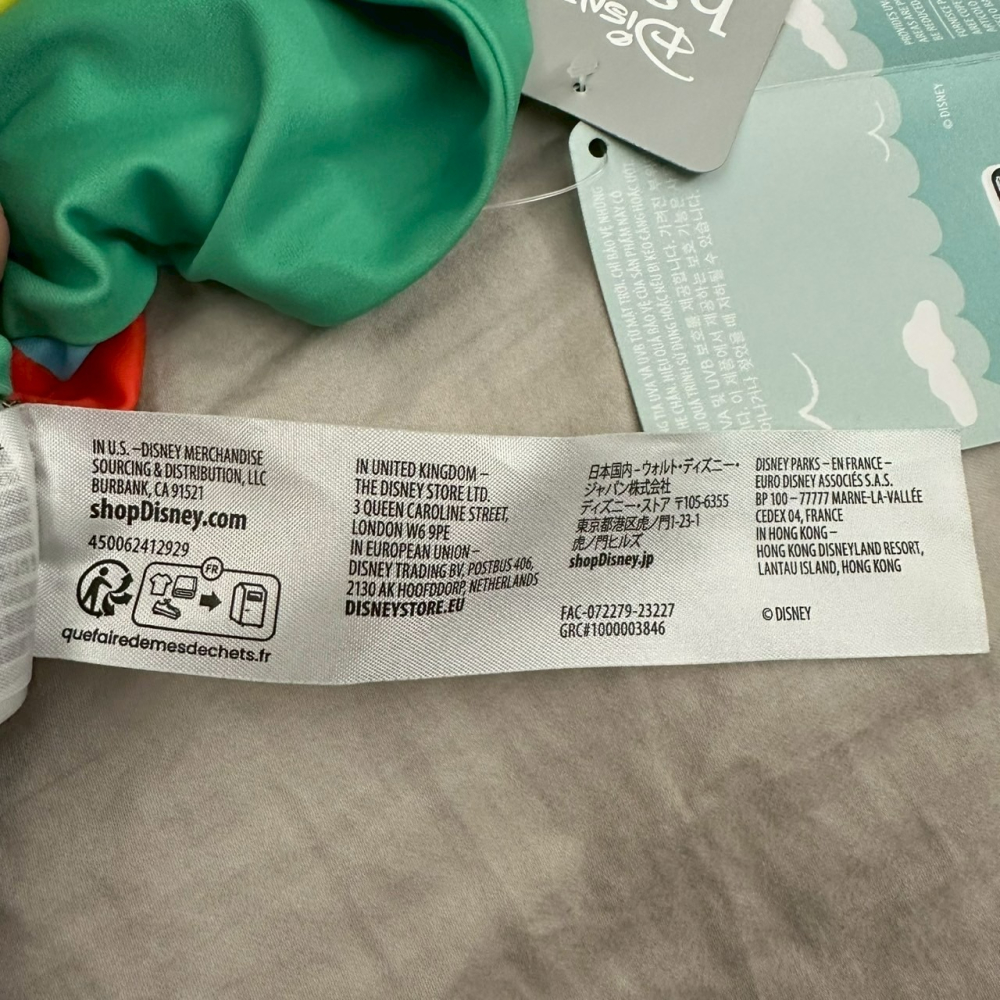 DISNEY
© DISNEY
IN U.S. –DISNEY MERCHANDISE
SOURCING & DISTRIBUTION, LLC
BURBANK, CA 91521
shopDisney.com
450062412929
FR
quefairedemesdechets.fr
IN UNITED KINGDOM –
THE DISNEY STORE LTD.
3 QUEEN CAROLINE STREET,
LONDON W6 9PE
IN EUROPEAN UNION –
DISNEY TRADING BV, POSTBUS 406,
2130 AK HOOFDDORP, NETHERLANDS
DISNEYSTORE.EU
日本国内 – ウォルト・ディズニー・
ジャパン株式会社
ディズニー・ストア 〒105-6355
東京都港区虎ノ門1-23-1
虎ノ門ヒルズ
shopDisney.jp
FAC-072279-23227
GRC#1000003846
DISNEY PARKS – EN FRANCE –
EURO DISNEY ASSOCIÉS S.A.S.
BP 100 – 77777 MARNE-LA-VALLÉE
CEDEX 04, FRANCE
IN HONG KONG –
HONG KONG DISNEYLAND RESORT,
LANTAU ISLAND, HONG KONG
© DISNEY